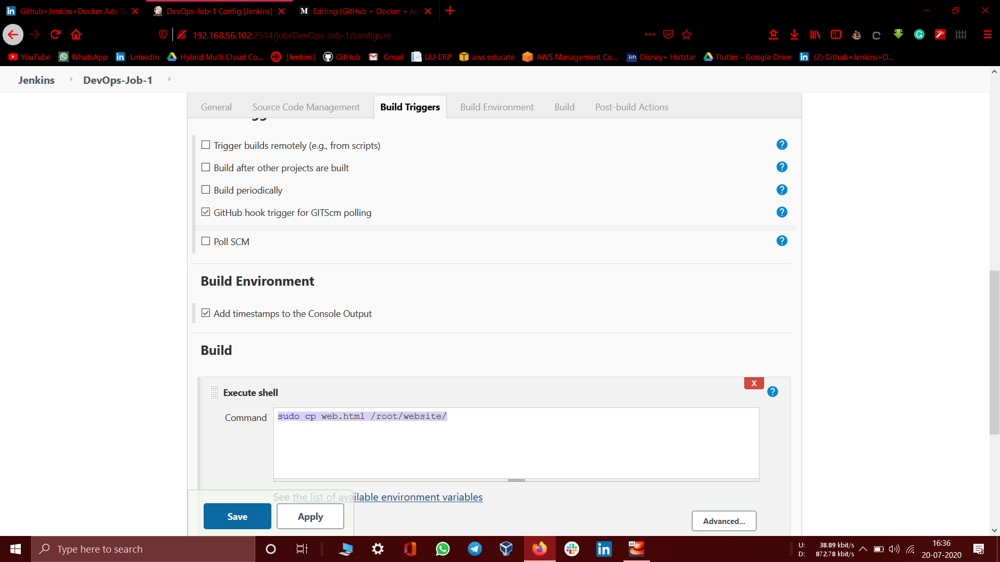 Github+Jenkins+Docker Adv Ta
DevOps-Job-1 Config [Jenkins]
M Editing {GitHub + Docker + Jen
192.168.56.102:2514/job/DevOps-Job-1/configure
YouTube WhatsApp LinkedIn Hybrid Multi Cloud Co... [Jenkins] GitHub Gmail UU-ERP aws educate AWS Management Co... Disney+ Hotstar Flutter - Google Drive (2) Github+Jenkins+D...
Jenkins DevOps-Job-1
General Source Code Management Build Triggers Build Environment Build Post-build Actions
Trigger builds remotely (e.g., from scripts)
Build after other projects are built
Build periodically
GitHub hook trigger for GITScm polling
Poll SCM
Build Environment
Add timestamps to the Console Output
Build
X
Execute shell
Command
sudo cp web.html /root/website/
See the list of available environment variables
Save Apply
Advanced...
Type here to search
U: 38.89 kbit/s
D: 872.78 kbit/s
16:36
20-07-2020